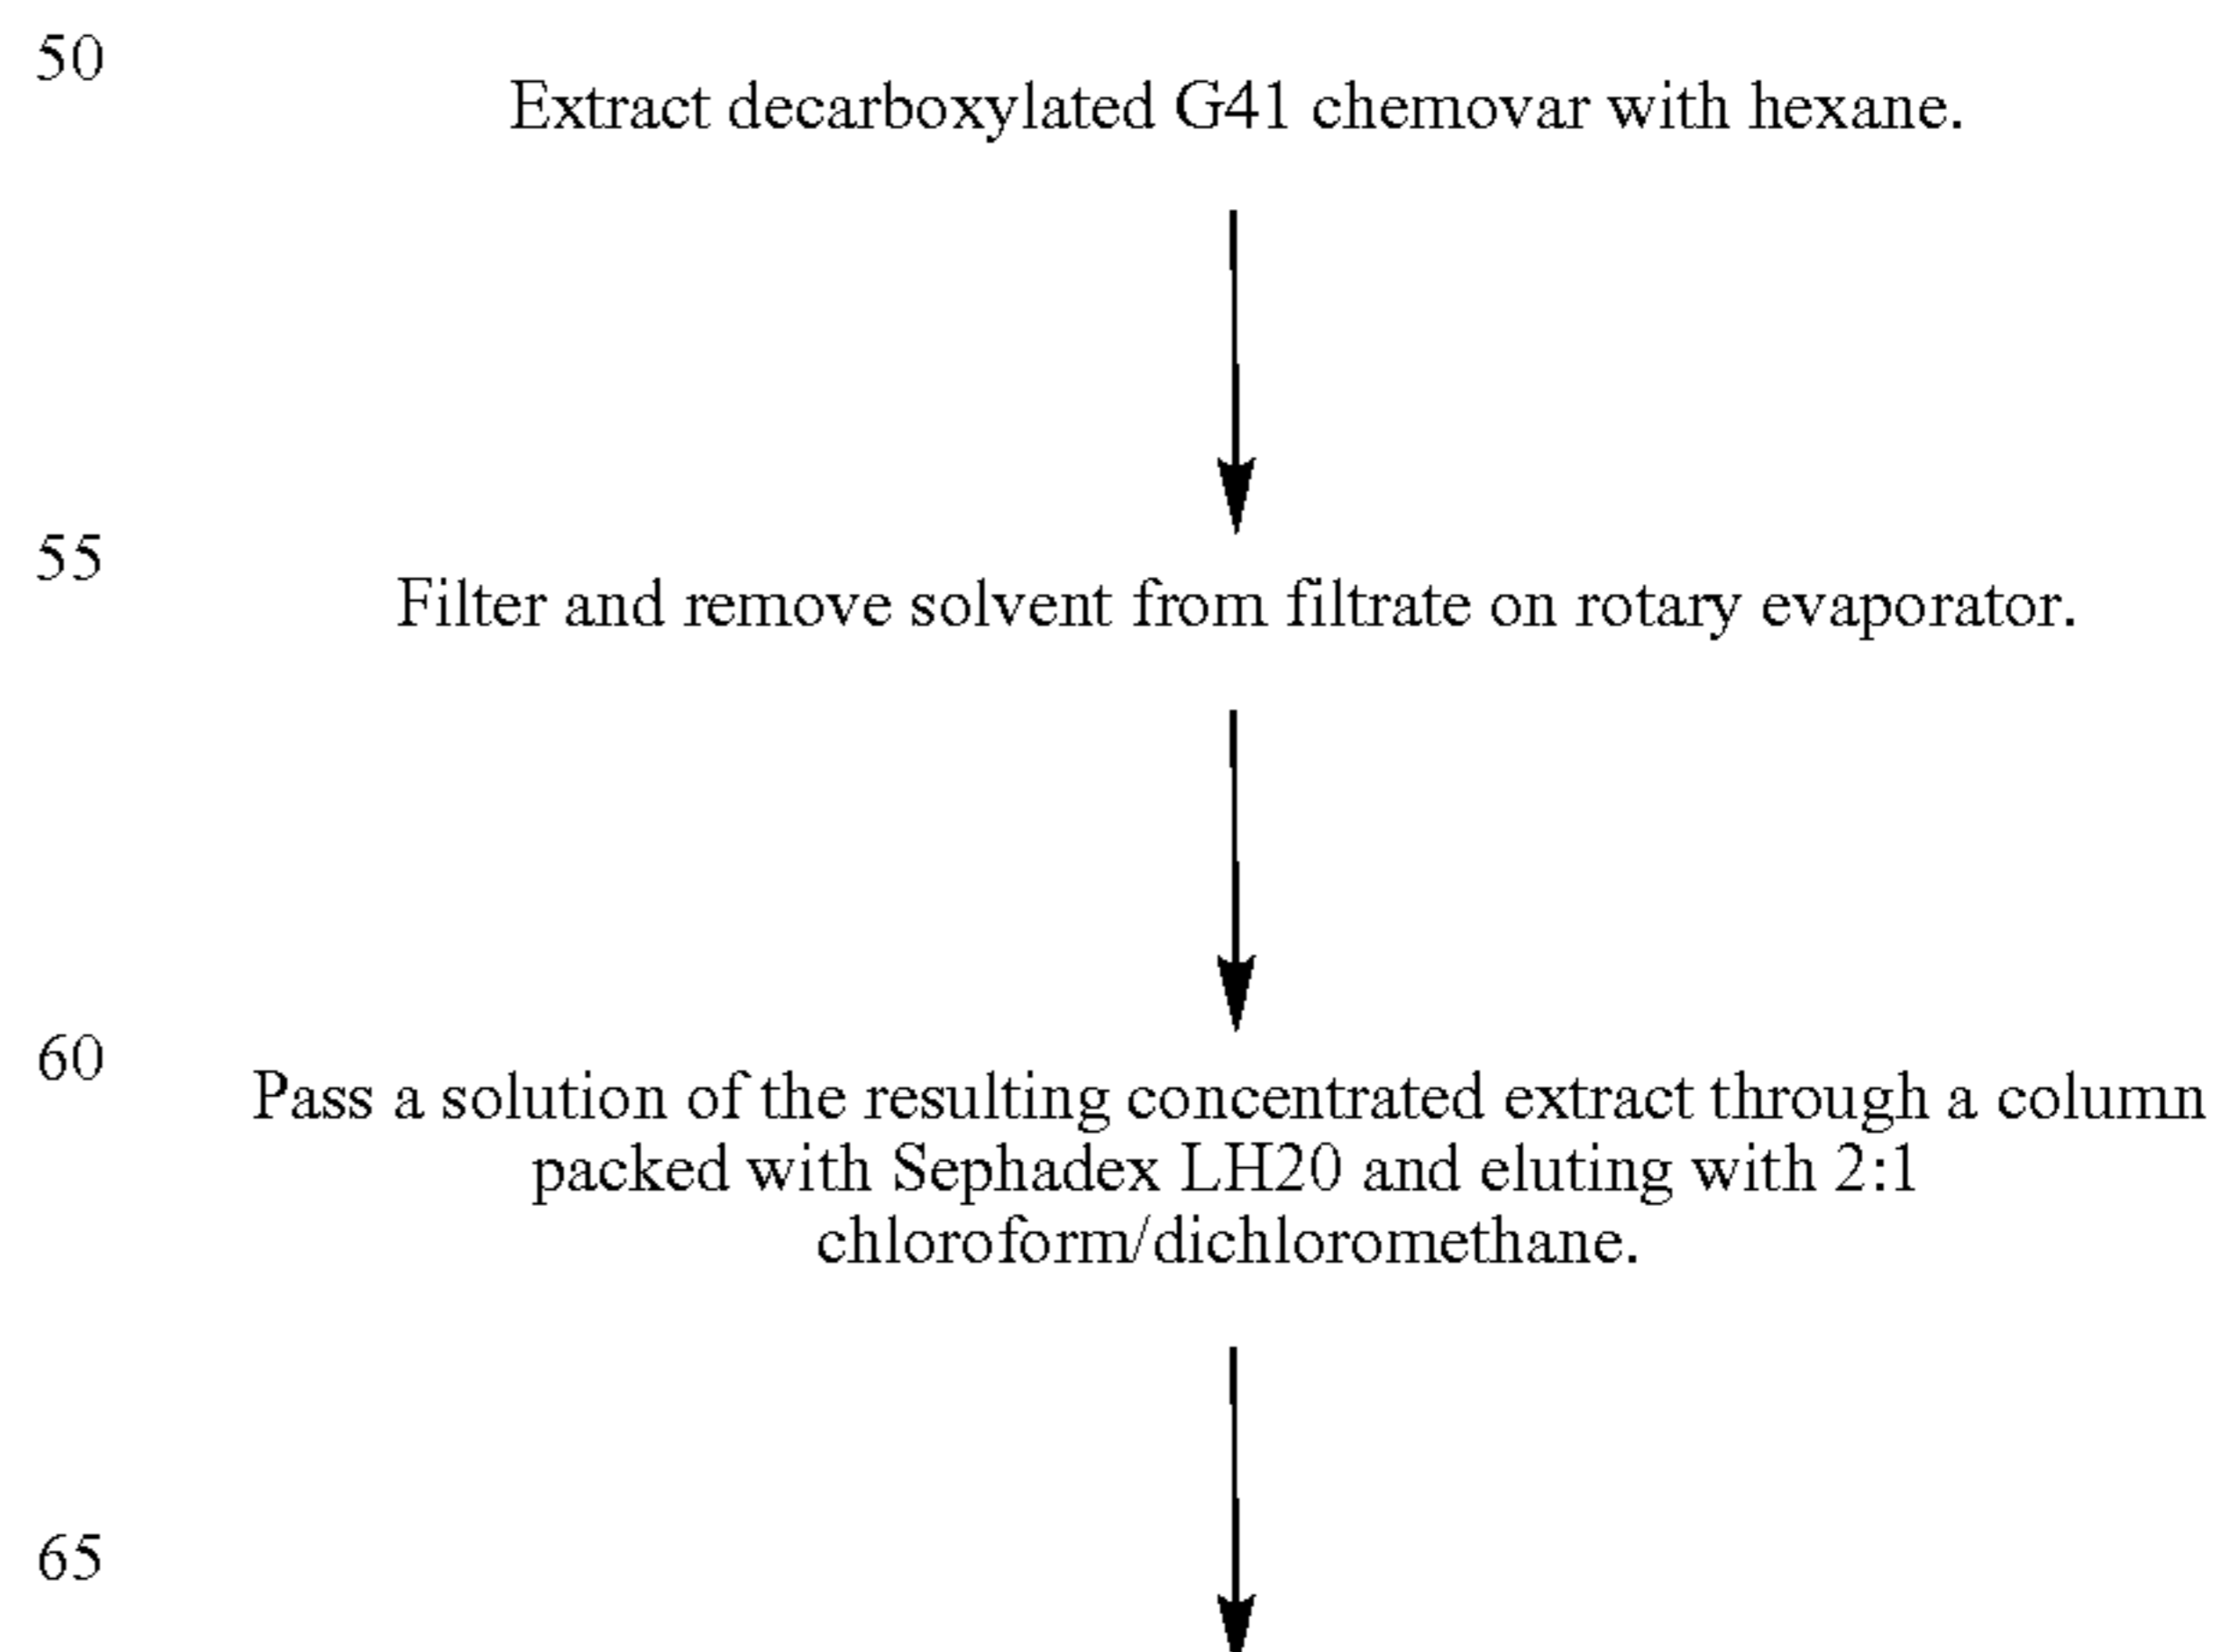 50
Extract decarboxylated G41 chemovar with hexane.
55
Filter and remove solvent from filtrate on rotary evaporator.
60
Pass a solution of the resulting concentrated extract through a column
packed with Sephadex LH20 and eluting with 2:1
chloroform/dichloromethane.
65